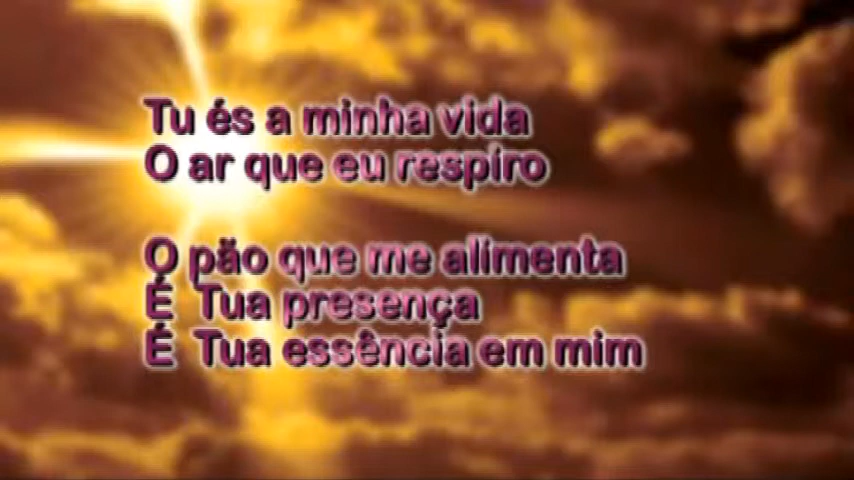 Tu és a minha vida
O ar que eu respiro
O pão que me alimenta
É Tua presença
É Tua essência em mim